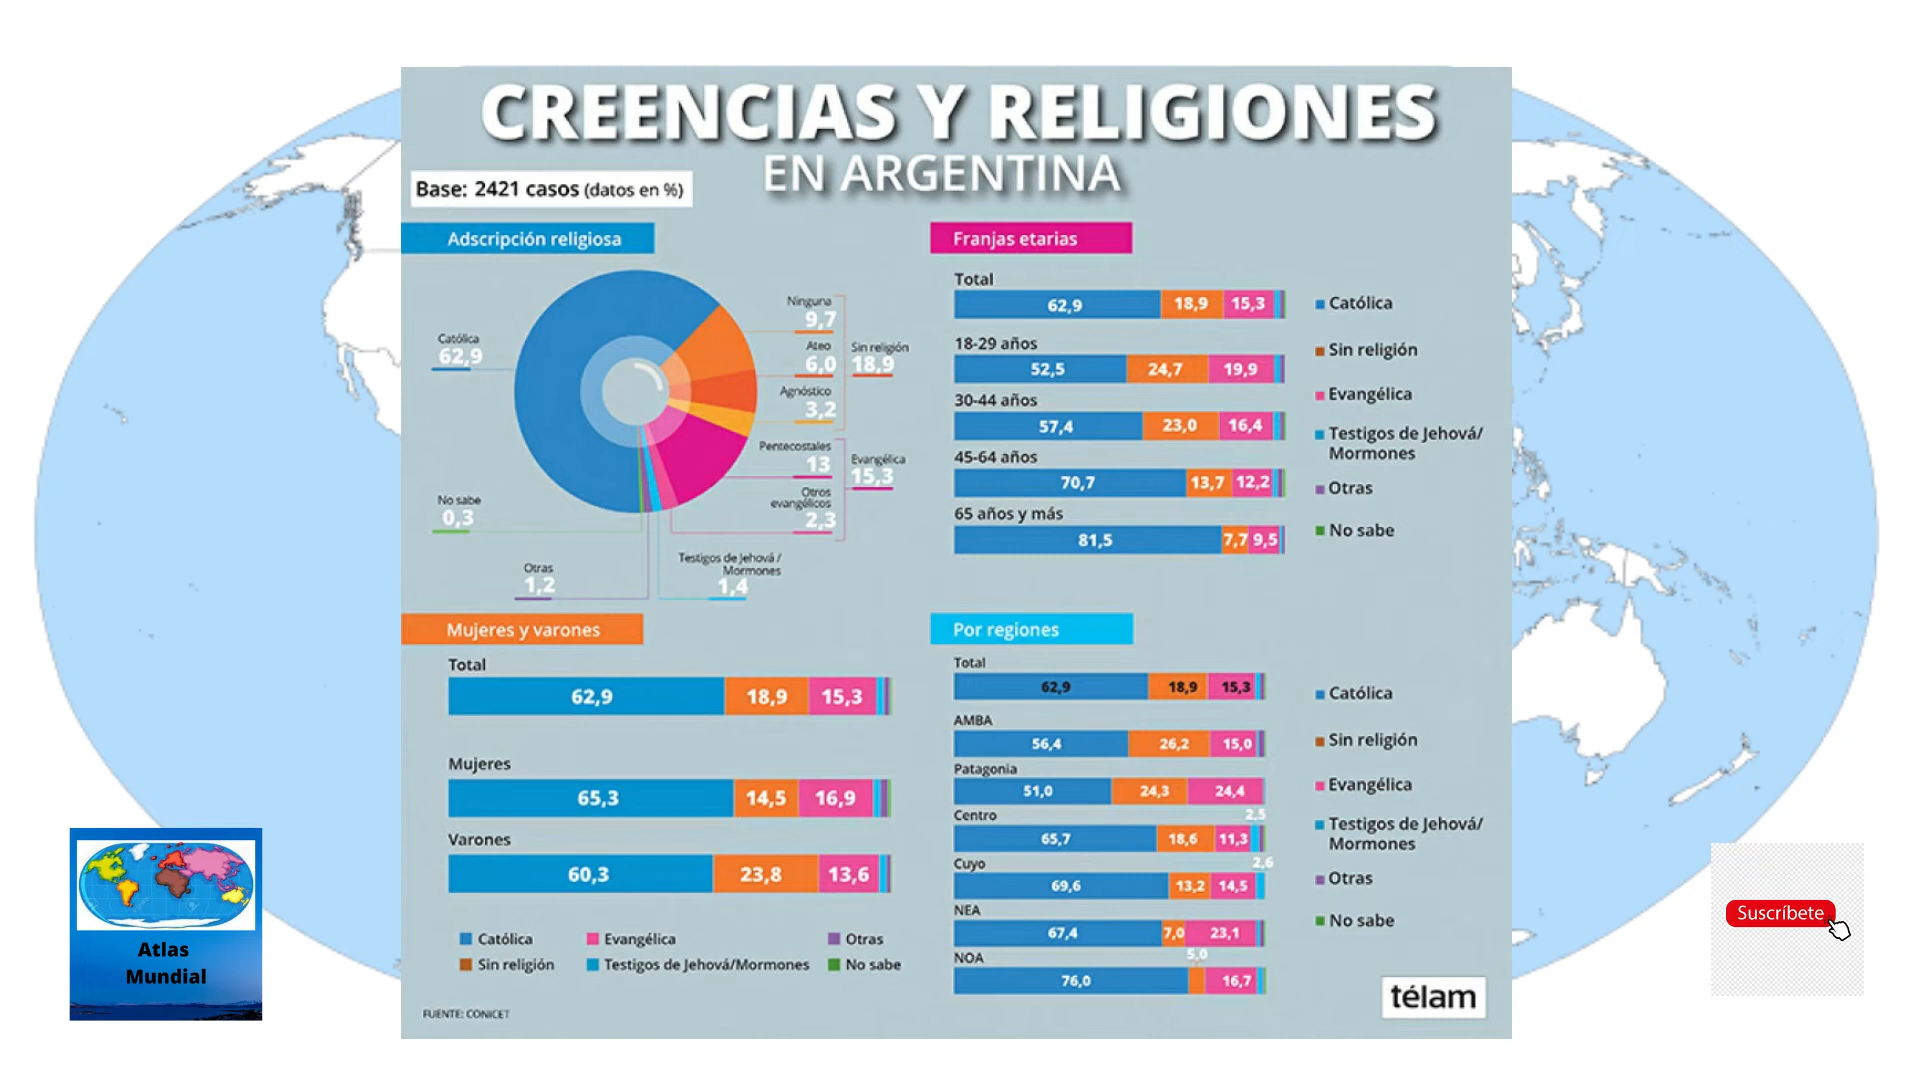 CREENCIAS Y RELIGIONES
EN ARGENTINA
Base: 2421 casos (datos en %)
Adscripción religiosa
Católica
62,9
Ninguna
9,7
Ateo
6,0
Agnóstico
3,2
Sin religión
18,9
Pentecostales
13
Otros
evangélicos
2,3
Evangélica
15,3
No sabe
0,3
Otras
1,2
Testigos de Jehová /
Mormones
1,4
Franjas etarias
Total
62,9 18,9 15,3
18-29 años
52,5 24,7 19,9
30-44 años
57,4 23,0 16,4
45-64 años
70,7 13,7 12,2
65 años y más
81,5 7,7 9,5
Católica
Sin religión
Evangélica
Testigos de Jehová/
Mormones
Otras
No sabe
Mujeres y varones
Total
62,9 18,9 15,3
Mujeres
65,3 14,5 16,9
Varones
60,3 23,8 13,6
Católica Evangélica Otras
Sin religión Testigos de Jehová/Mormones No sabe
FUENTE: CONICET
Por regiones
Total
62,9 18,9 15,3
AMBA
56,4 26,2 15,0
Patagonia
51,0 24,3 24,4
Centro 2,5
65,7 18,6 11,3
Cuyo 2,6
69,6 13,2 14,5
NEA
67,4 7,0 23,1
NOA 5,0
76,0 16,7
Católica
Sin religión
Evangélica
Testigos de Jehová/
Mormones
Otras
No sabe
télam
Atlas
Mundial
Suscríbete